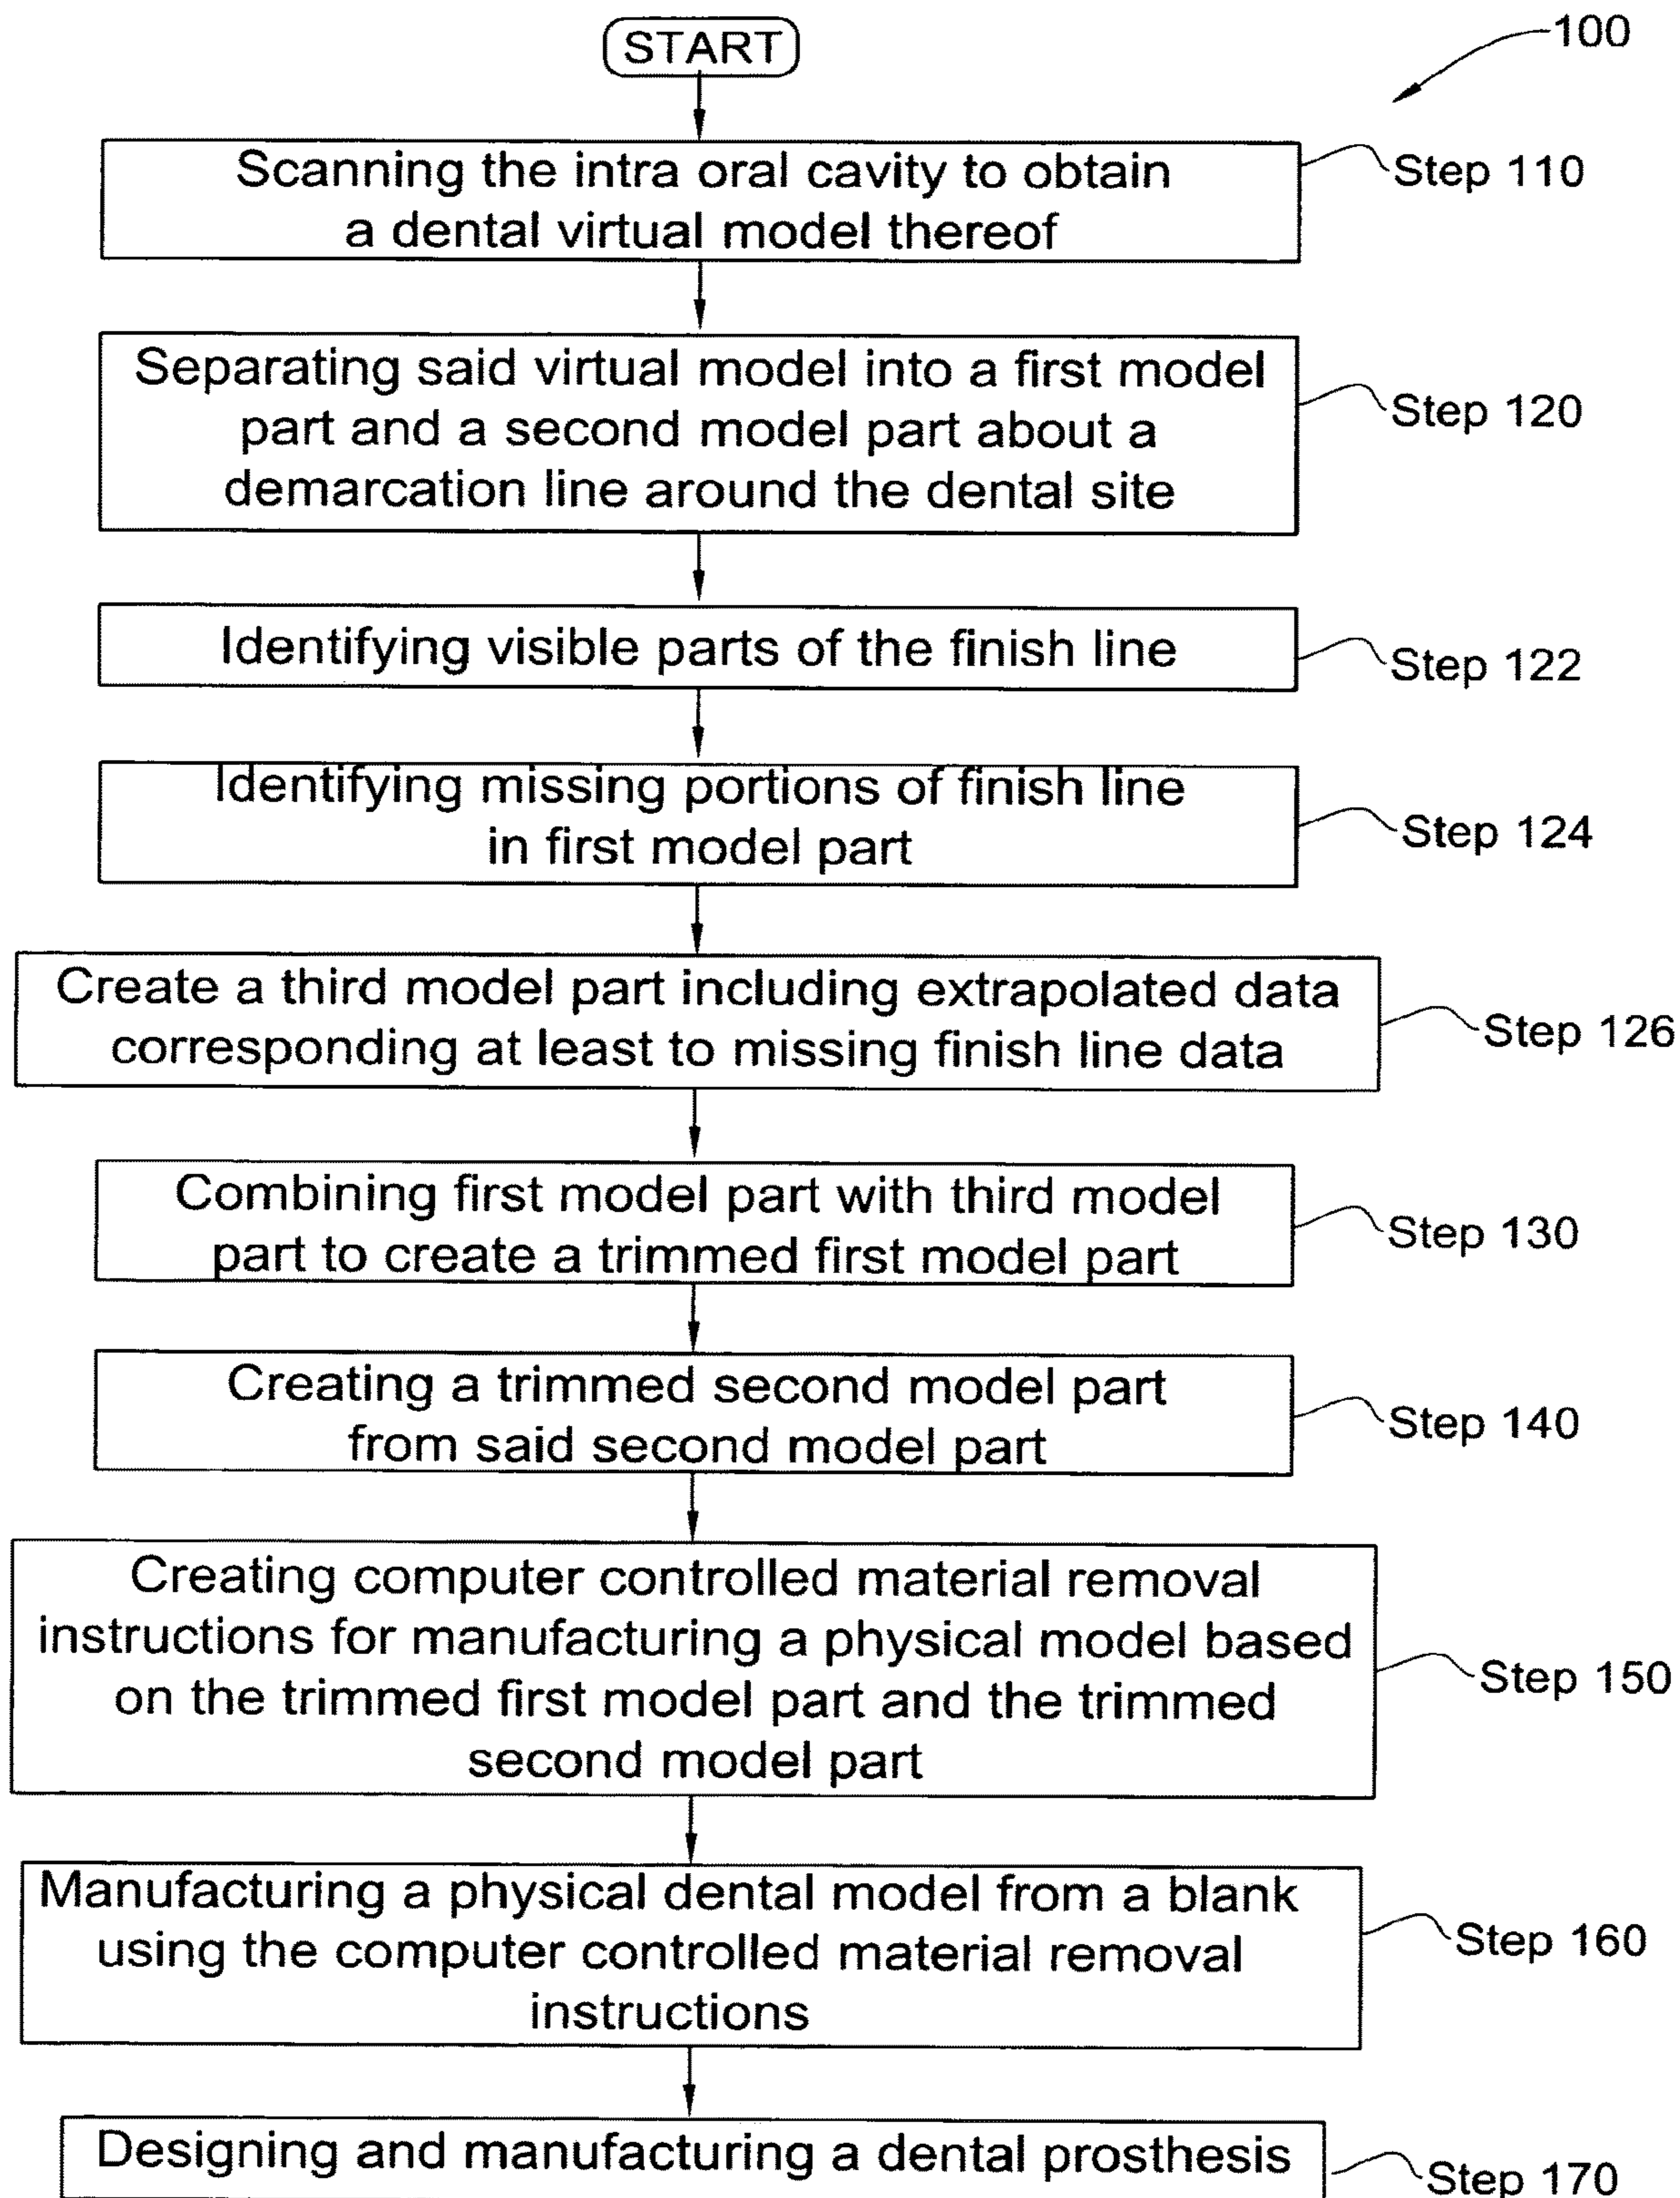 START
100
Scanning the intra oral cavity to obtain
a dental virtual model thereof
Step 110
Separating said virtual model into a first model
part and a second model part about a
demarcation line around the dental site
Step 120
Identifying visible parts of the finish line
Step 122
Identifying missing portions of finish line
in first model part
Step 124
Create a third model part including extrapolated data
corresponding at least to missing finish line data
Step 126
Combining first model part with third model
part to create a trimmed first model part
Step 130
Creating a trimmed second model part
from said second model part
Step 140
Creating computer controlled material removal
instructions for manufacturing a physical model based
on the trimmed first model part and the trimmed
second model part
Step 150
Manufacturing a physical dental model from a blank
using the computer controlled material removal
instructions
Step 160
Designing and manufacturing a dental prosthesis
Step 170